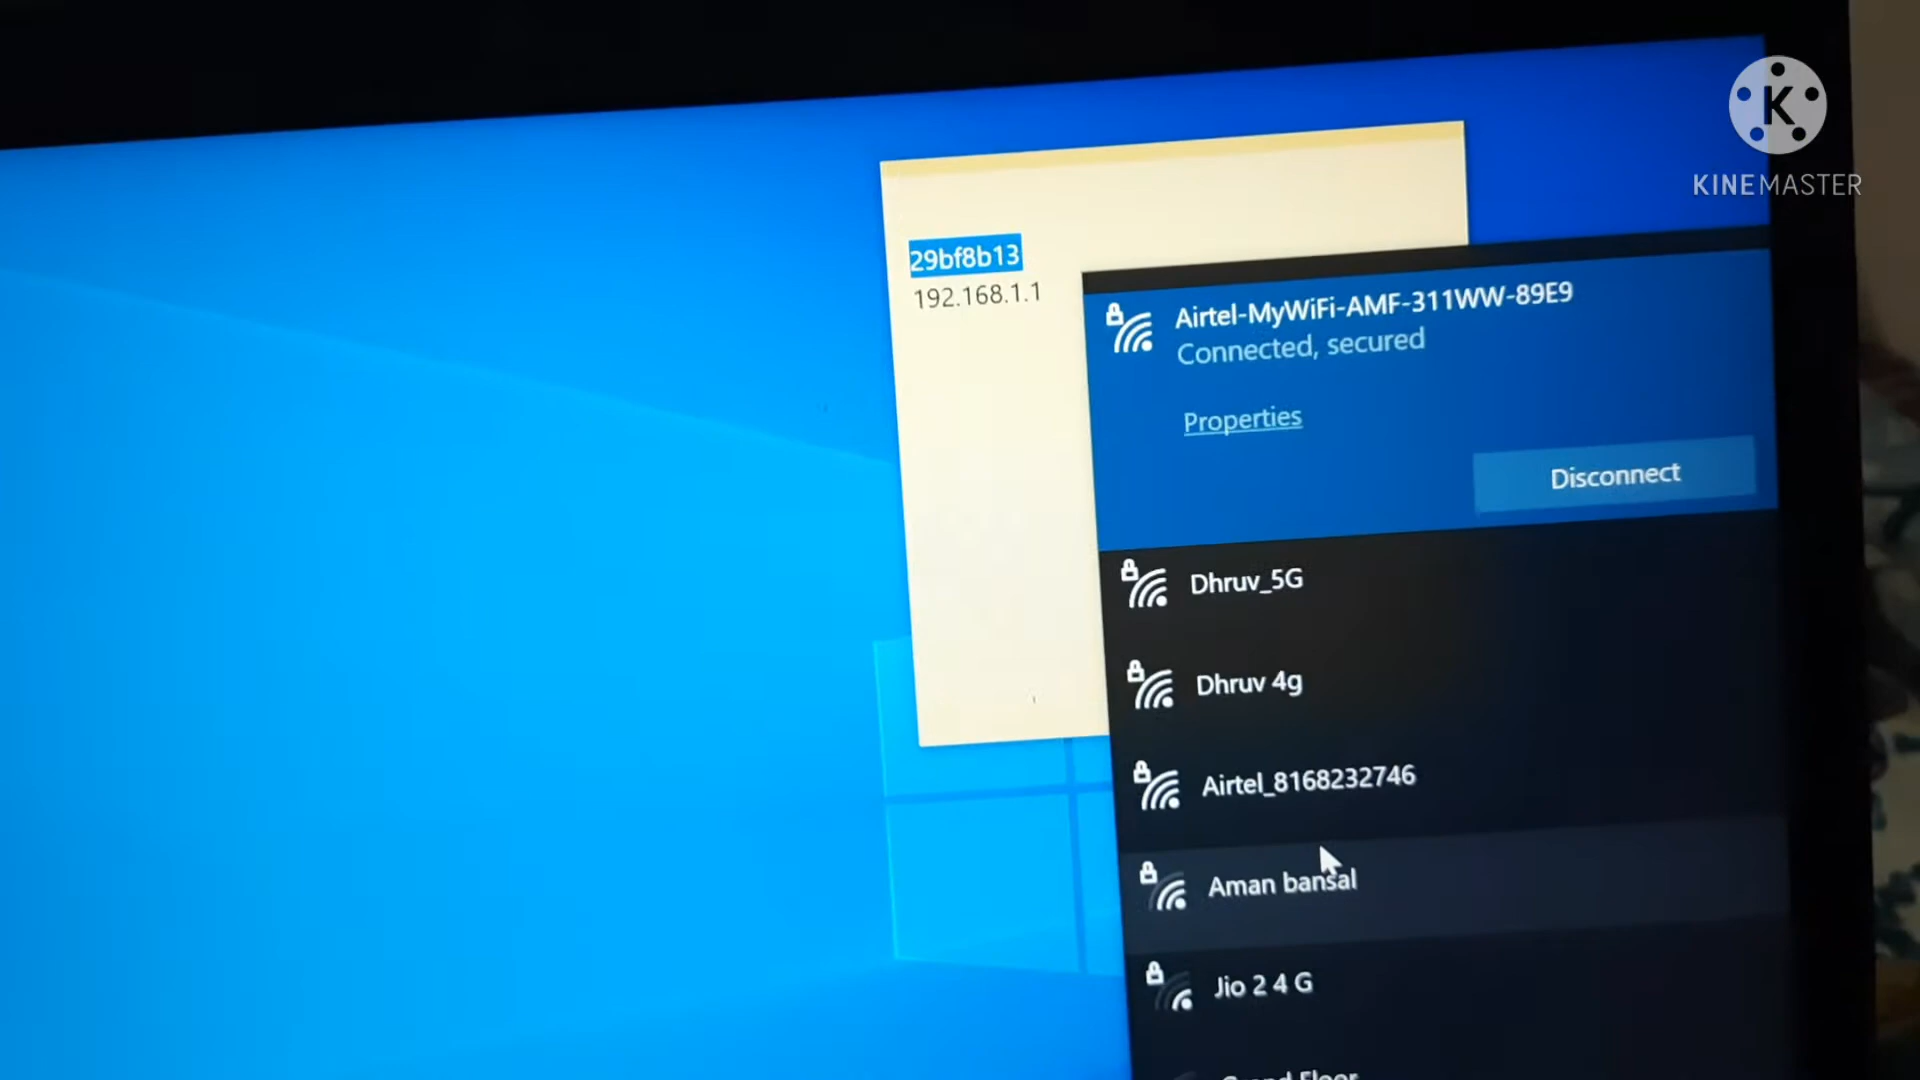 K
KINEMASTER
29bf8b13
192.168.1.1
Airtel-MyWiFi-AMF-311WW-89E9
Connected, secured
Properties
Disconnect
Dhruv_5G
Dhruv 4g
Airtel_8168232746
Aman bansal
Jio 2 4 G
Floor